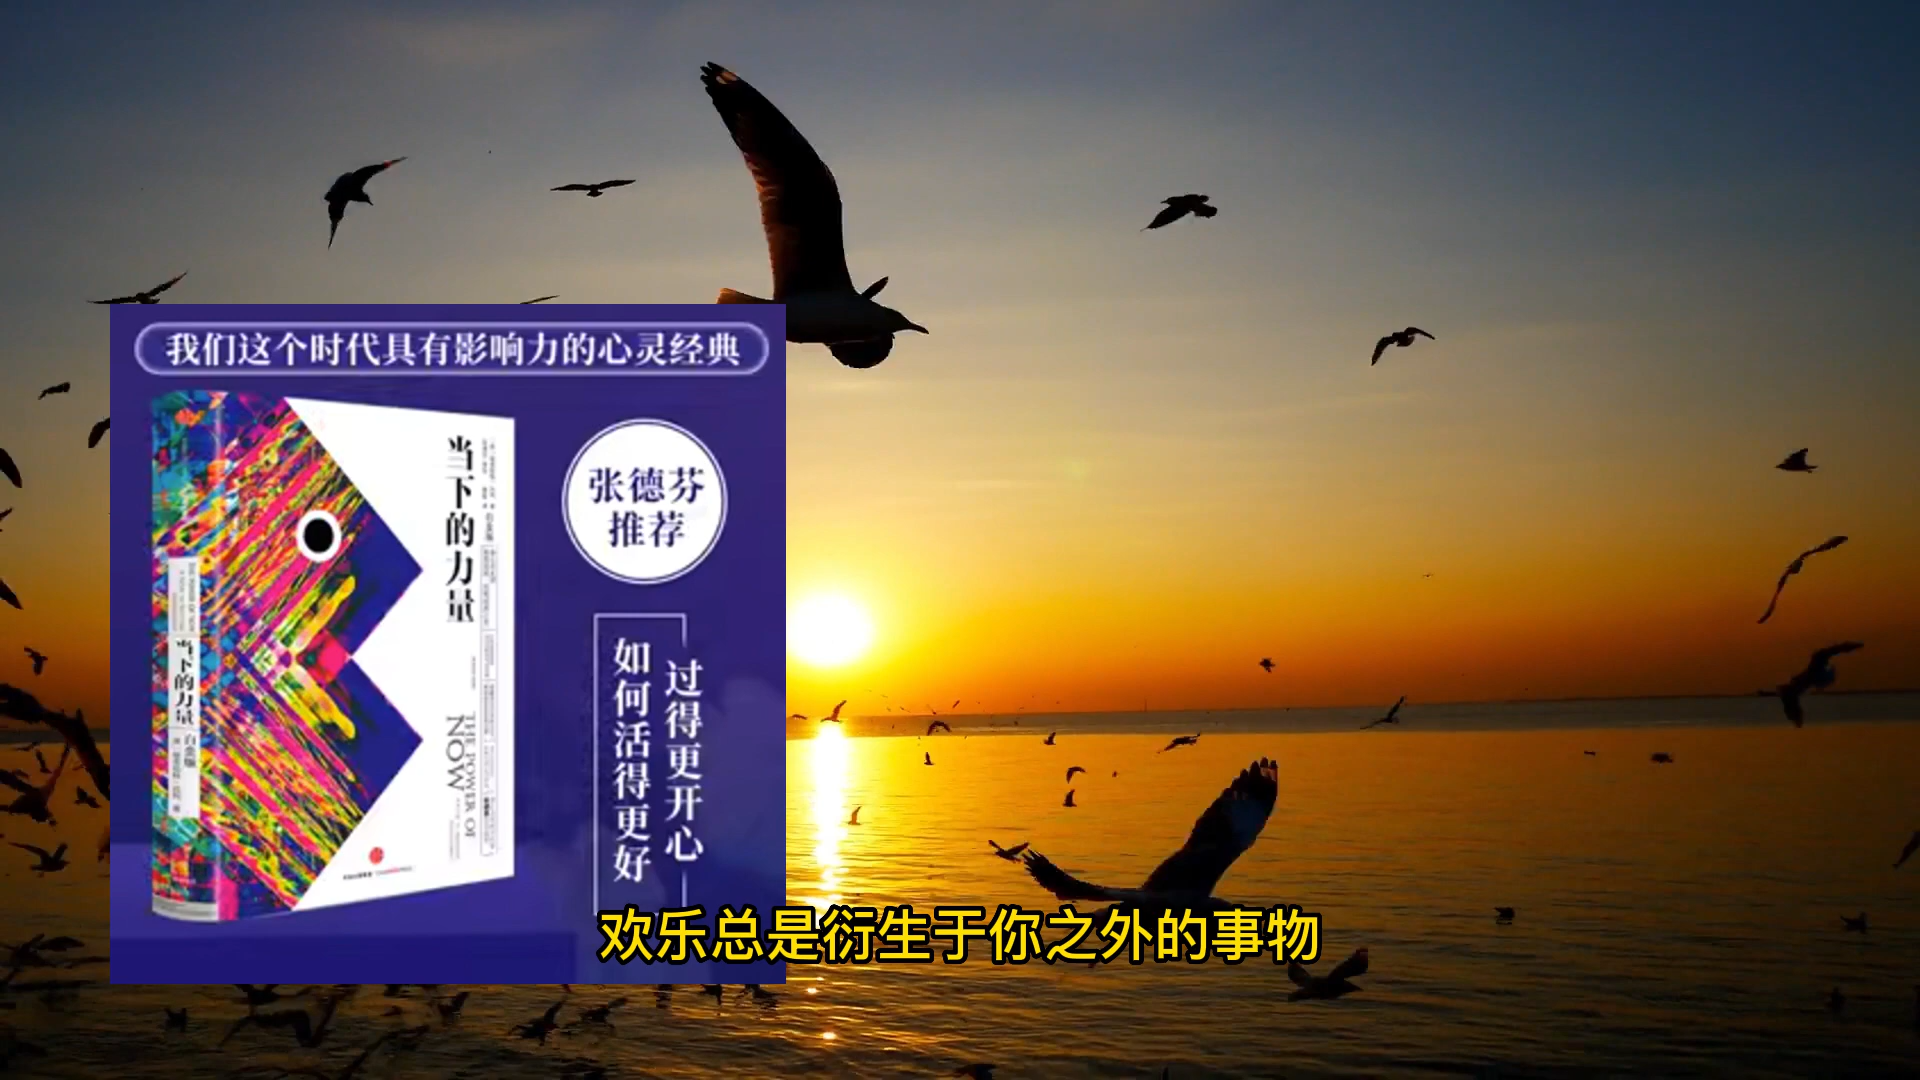 我们这个时代具有影响力的心灵经典
当下的力量
THE POWER OF
NOW
当下的力量
白金版
张德芬
推荐
过得更开心
如何活得更好
欢乐总是衍生于你之外的事物